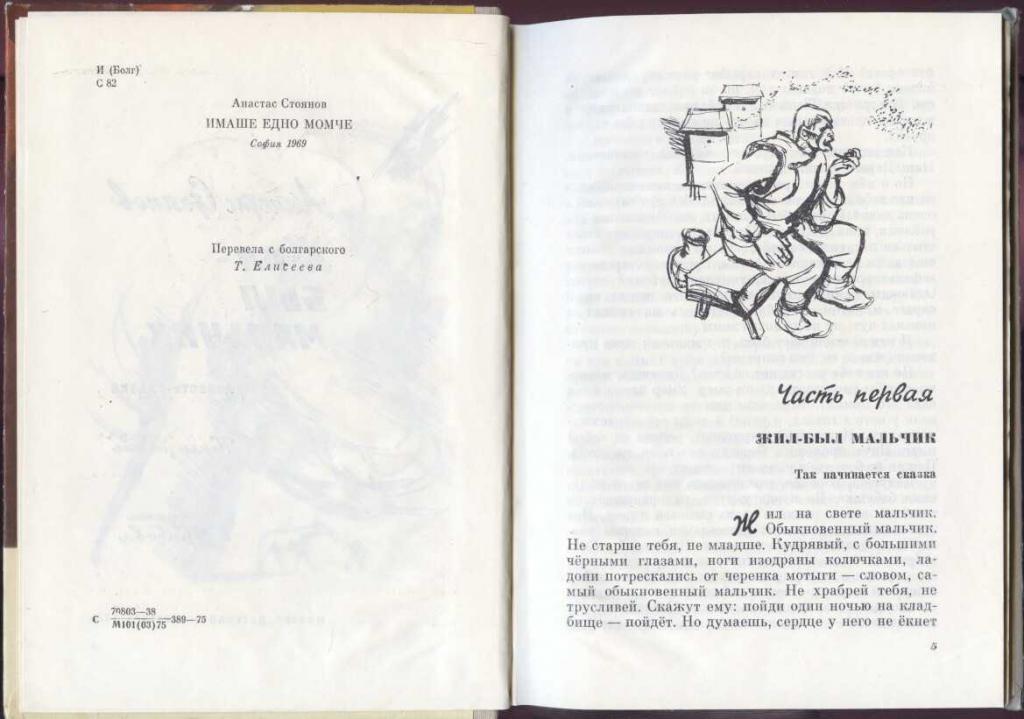 И (Болг)
С 82
Анастас Стоянов
ИМАШЕ ЕДНО МОМЧЕ
София 1969
Перевела с болгарского
Т. Елисеева
С 70803—38
М101(03)75 —389—75
Часть первая
ЖИЛ-БЫЛ МАЛЬЧИК
Так начинается сказка
Жил на свете мальчик.
Обыкновенный мальчик.
Не старше тебя, не младше. Кудрявый, с большими
чёрными глазами, ноги изодраны колючками, ла-
дони потрескались от черенка мотыги — словом, са-
мый обыкновенный мальчик. Не храбрей тебя, не
трусливей. Скажут ему: пойди один ночью на клад-
бище — пойдёт. Но думаешь, сердце у него не ёкнет
5